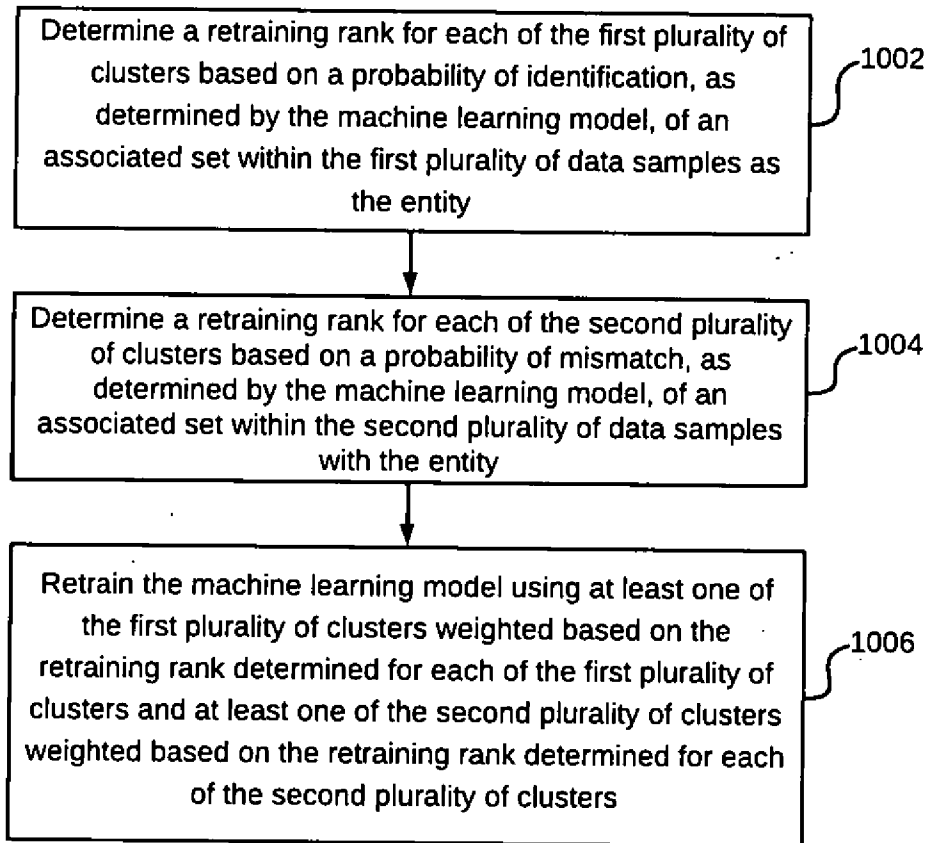 Determine a retraining rank for each of the first plurality of
clusters based on a probability of identification, as
determined by the machine learning model, of an
associated set within the first plurality of data samples as
the entity
1002
Determine a retraining rank for each of the second plurality
of clusters based on a probability of mismatch, as
determined by the machine learning model, of an
associated set within the second plurality of data samples
with the entity
1004
Retrain the machine learning model using at least one of
the first plurality of clusters weighted based on the
retraining rank determined for each of the first plurality of
clusters and at least one of the second plurality of clusters
weighted based on the retraining rank determined for each
of the second plurality of clusters
1006